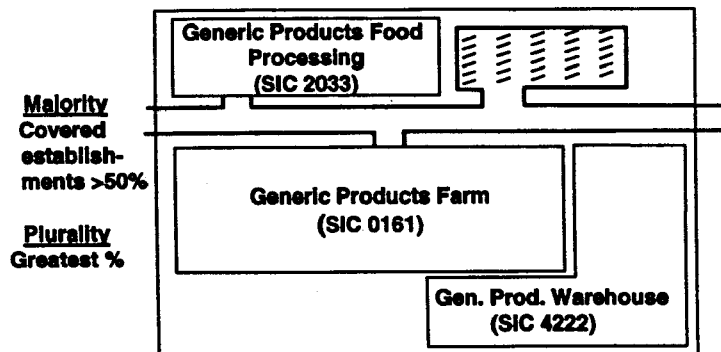 Generic Products Food
Processing
(SIC 2033)
Majority
Covered
establish-
ments >50%
Plurality
Greatest %
Generic Products Farm
(SIC 0161)
Gen. Prod. Warehouse
(SIC 4222)